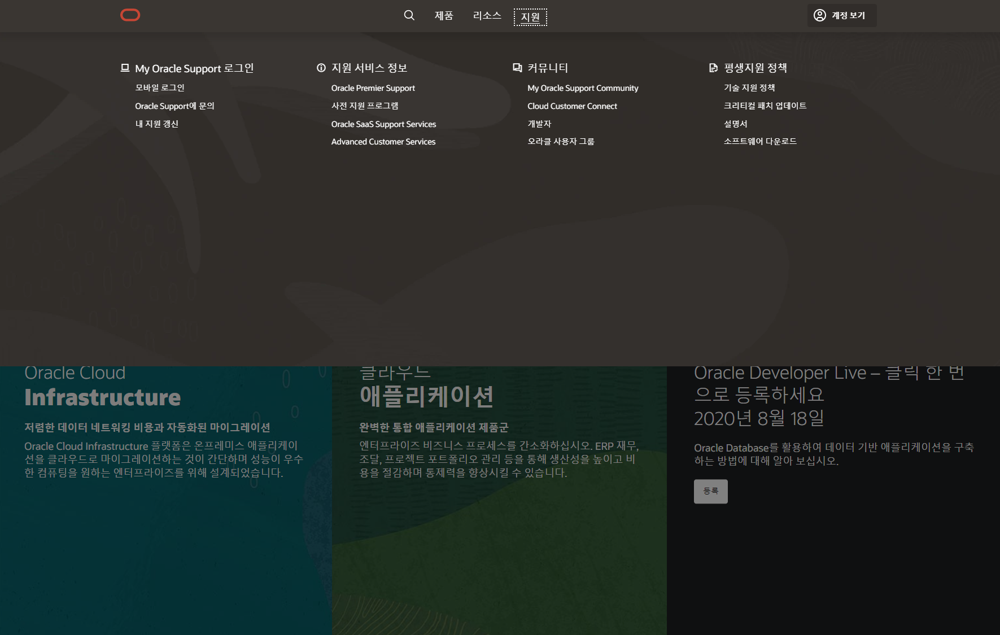 제품
리소스
지원
계정 보기
My Oracle Support 로그인
모바일 로그인
Oracle Support에 문의
내 지원 갱신
지원 서비스 정보
Oracle Premier Support
사전 지원 프로그램
Oracle SaaS Support Services
Advanced Customer Services
커뮤니티
My Oracle Support Community
Cloud Customer Connect
개발자
오라클 사용자 그룹
평생지원 정책
기술 지원 정책
크리티컬 패치 업데이트
설명서
소프트웨어 다운로드
Oracle Cloud
Infrastructure
저렴한 데이터 네트워킹 비용과 자동화된 마이그레이션
Oracle Cloud Infrastructure 플랫폼은 온프레미스 애플리케이
션을 클라우드로 마이그레이션하는 것이 간단하며 성능이 우수
한 컴퓨팅을 원하는 엔터프라이즈를 위해 설계되었습니다.
클라우드
애플리케이션
완벽한 통합 애플리케이션 제품군
엔터프라이즈 비즈니스 프로세스를 간소화하십시오. ERP 재무,
조달, 프로젝트 포트폴리오 관리 등을 통해 생산성을 높이고 비
용을 절감하며 통제력을 향상시킬 수 있습니다.
Oracle Developer Live – 클릭 한 번
으로 등록하세요
2020년 8월 18일
Oracle Database를 활용하여 데이터 기반 애플리케이션을 구축
하는 방법에 대해 알아 보십시오.
등록